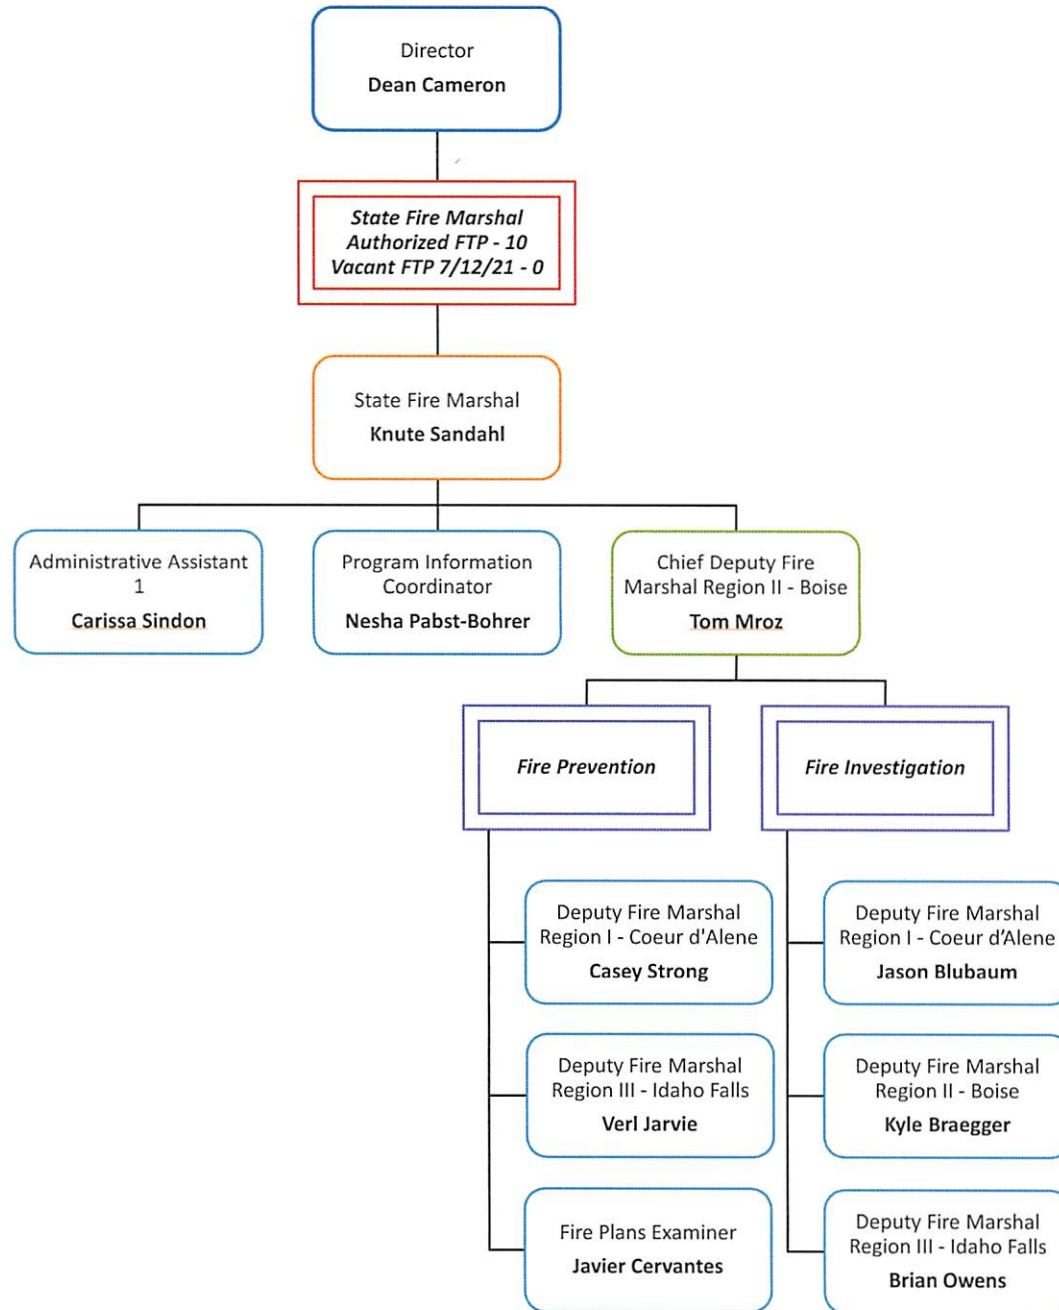 Director
Dean Cameron
State Fire Marshal
Authorized FTP - 10
Vacant FTP 7/12/21 - 0
State Fire Marshal
Knute Sandahl
Administrative Assistant
1
Carissa Sindon
Program Information
Coordinator
Nesha Pabst-Bohrer
Chief Deputy Fire
Marshal Region II - Boise
Tom Mroz
Fire Prevention
Fire Investigation
Deputy Fire Marshal
Region I - Coeur d'Alene
Casey Strong
Deputy Fire Marshal
Region I - Coeur d’Alene
Jason Blubaum
Deputy Fire Marshal
Region III - Idaho Falls
Verl Jarvie
Deputy Fire Marshal
Region II - Boise
Kyle Braegger
Fire Plans Examiner
Javier Cervantes
Deputy Fire Marshal
Region III - Idaho Falls
Brian Owens